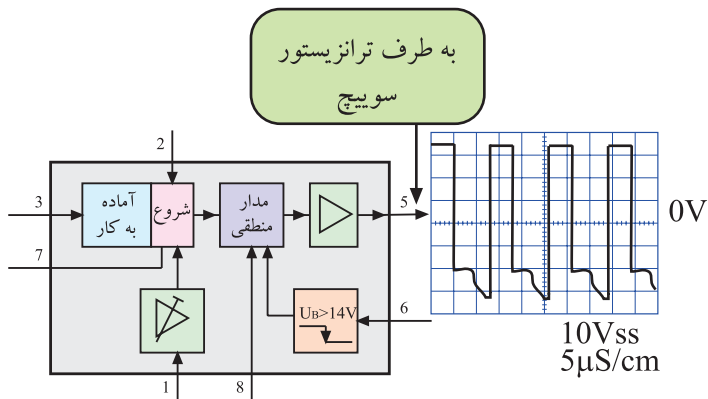 به طرف ترانزیستور
سوییچ
2
3
آماده
به کار
شروع
مدار
منطقی
5
0V
7
UB>14V
6
10Vss
5μS/cm
1
8